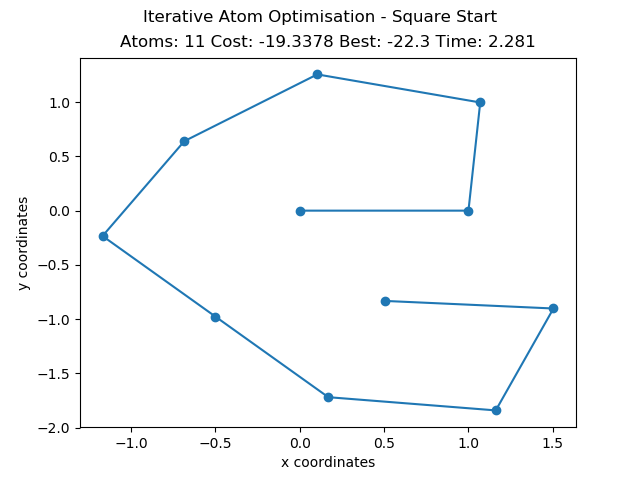 Iterative Atom Optimisation - Square Start
Atoms: 11 Cost: -19.3378 Best: -22.3 Time: 2.281
1.0
0.5
0.0
−0.5
−1.0
−1.5
−2.0
y coordinates
−1.0 −0.5 0.0 0.5 1.0 1.5
x coordinates